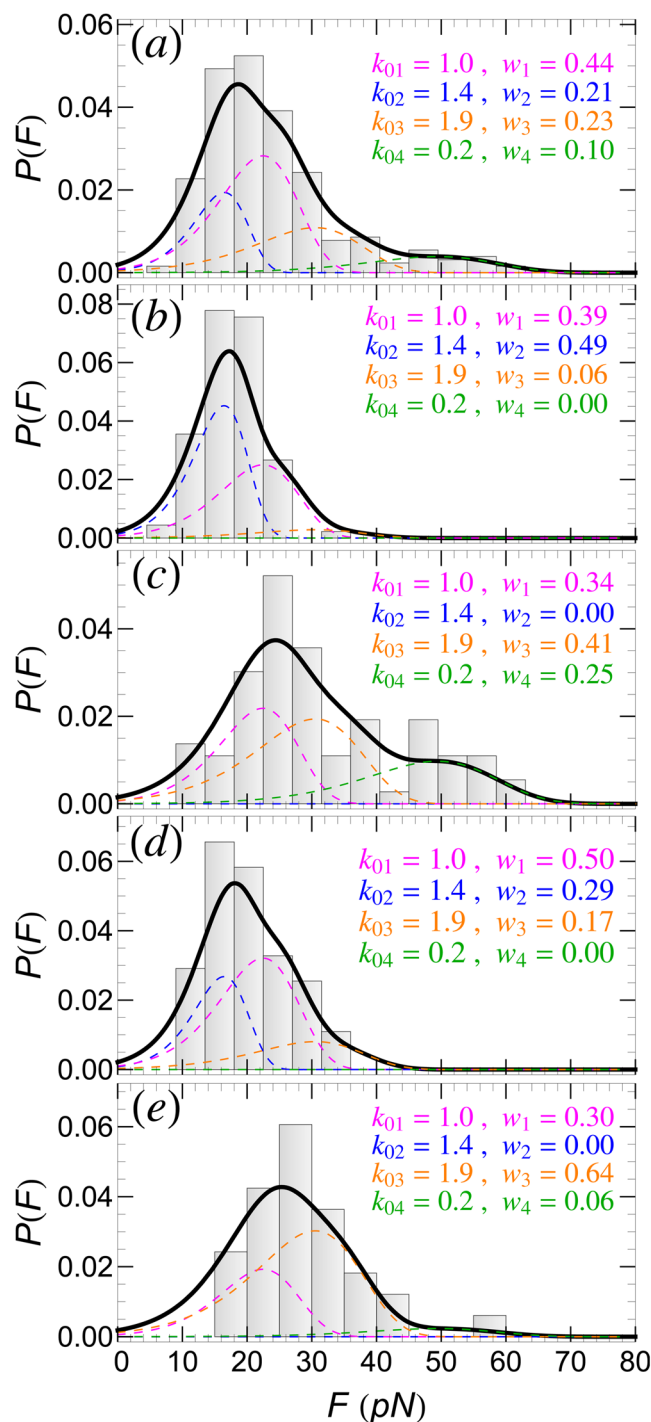 (a)
k01 = 1.0 , w1 = 0.44
k02 = 1.4 , w2 = 0.21
k03 = 1.9 , w3 = 0.23
k04 = 0.2 , w4 = 0.10
P(F)
0.06
0.04
0.02
0.00
(b)
k01 = 1.0 , w1 = 0.39
k02 = 1.4 , w2 = 0.49
k03 = 1.9 , w3 = 0.06
k04 = 0.2 , w4 = 0.00
P(F)
0.08
0.06
0.04
0.02
0.00
(c)
k01 = 1.0 , w1 = 0.34
k02 = 1.4 , w2 = 0.00
k03 = 1.9 , w3 = 0.41
k04 = 0.2 , w4 = 0.25
P(F)
0.04
0.02
0.00
(d)
k01 = 1.0 , w1 = 0.50
k02 = 1.4 , w2 = 0.29
k03 = 1.9 , w3 = 0.17
k04 = 0.2 , w4 = 0.00
P(F)
0.06
0.04
0.02
0.00
(e)
k01 = 1.0 , w1 = 0.30
k02 = 1.4 , w2 = 0.00
k03 = 1.9 , w3 = 0.64
k04 = 0.2 , w4 = 0.06
P(F)
0.06
0.04
0.02
0.00
0 10 20 30 40 50 60 70 80
F (pN)